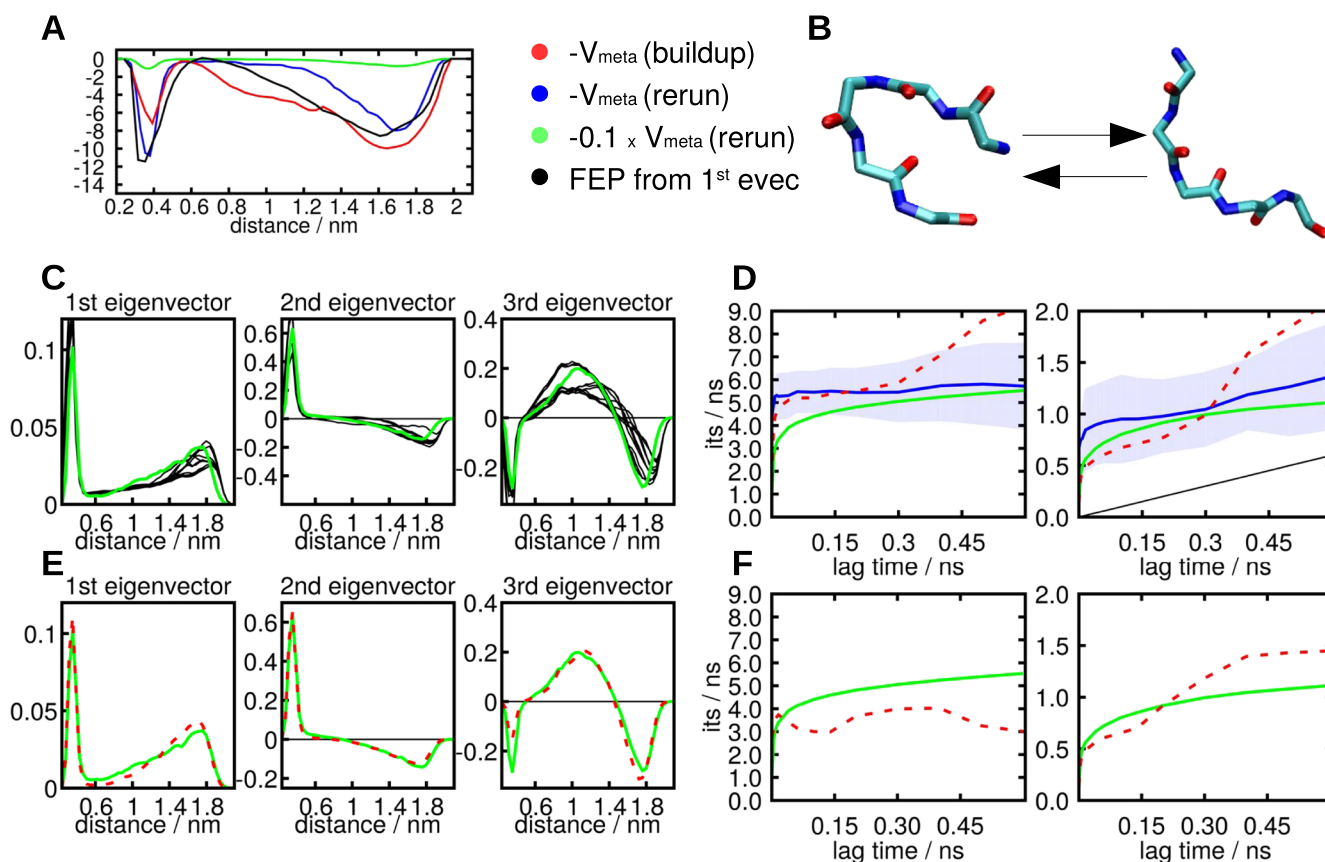 A
0
-2
-4
-6
-8
-10
-12
-14
0.2 0.4 0.6 0.8 1 1.2 1.4 1.6 1.8 2
distance / nm
-Vmeta (buildup)
-Vmeta (rerun)
-0.1 x Vmeta (rerun)
FEP from 1st evec
B
C
1st eigenvector
0.1
0.05
0
0.6 1 1.4 1.8
distance / nm
2nd eigenvector
0.6
0.4
0.2
0
-0.2
-0.4
-0.6
0.6 1 1.4 1.8
distance / nm
3rd eigenvector
0.4
0.2
0
-0.2
0.6 1 1.4 1.8
distance / nm
D
its / ns
9.0
8.0
7.0
6.0
5.0
4.0
3.0
2.0
1.0
0.0
0.15 0.3 0.45
lag time / ns
2.0
1.5
1.0
0.5
0.0
0.15 0.30 0.45
lag time / ns
E
1st eigenvector
0.1
0.05
0
0.6 1 1.4 1.8
distance / nm
2nd eigenvector
0.6
0.4
0.2
0
-0.2
0.6 1 1.4 1.8
distance / nm
3rd eigenvector
0.4
0.2
0
-0.2
0.6 1 1.4 1.8
distance / nm
F
its / ns
9.0
8.0
7.0
6.0
5.0
4.0
3.0
2.0
1.0
0.0
0.15 0.30 0.45
lag time / ns
2.0
1.5
1.0
0.5
0.0
0.15 0.30 0.45
lag time / ns